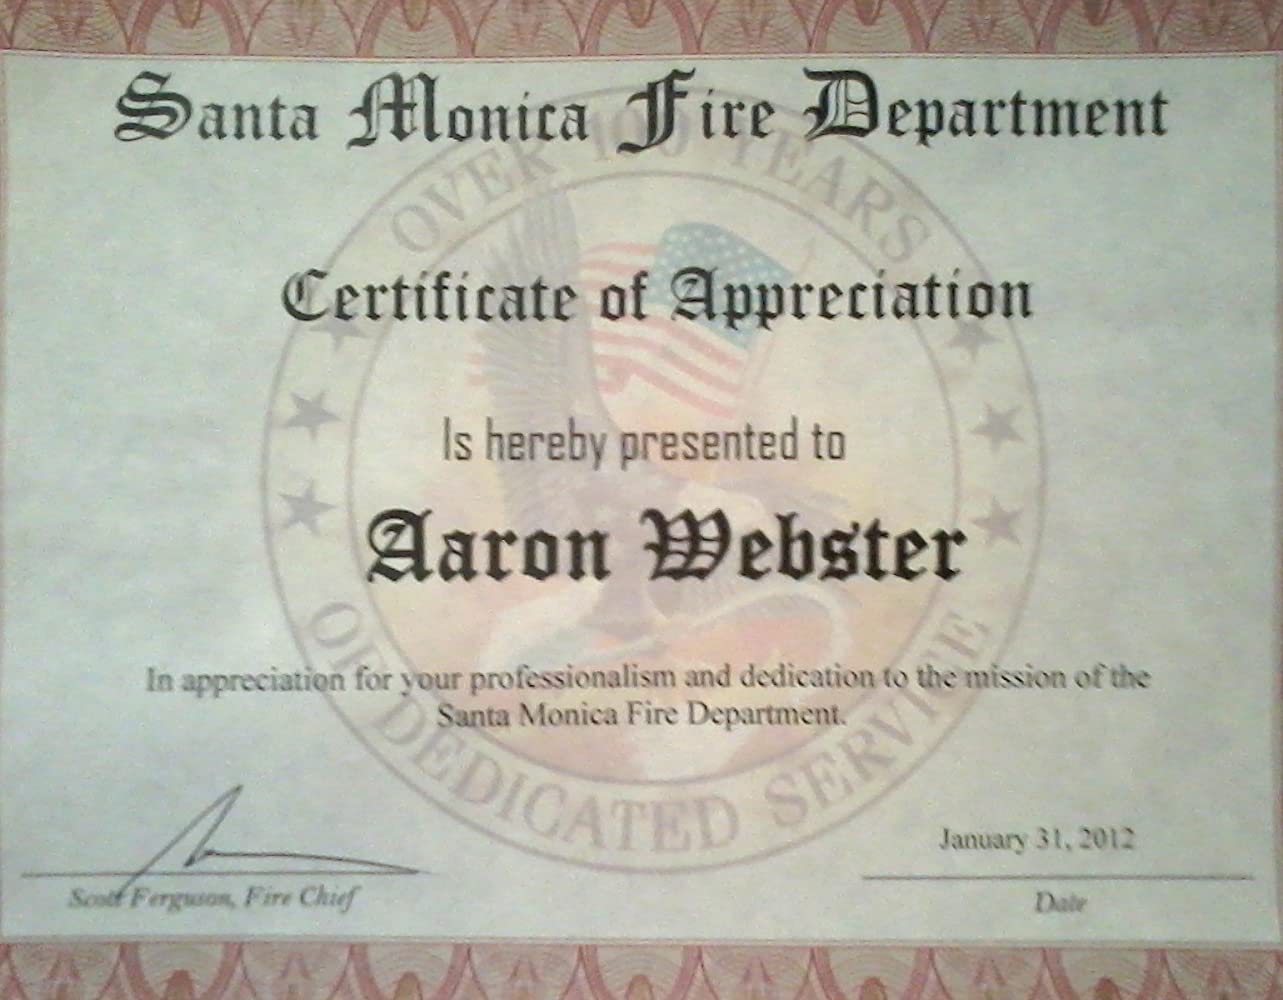 Santa Monica Fire Department
OVER 100 YEARS
Certificate of Appreciation
Is hereby presented to
Aaron Webster
In appreciation for your professionalism and dedication to the mission of the
Santa Monica Fire Department.
OF DEDICATED SERVICE
January 31, 2012
Scott Ferguson, Fire Chief
Date